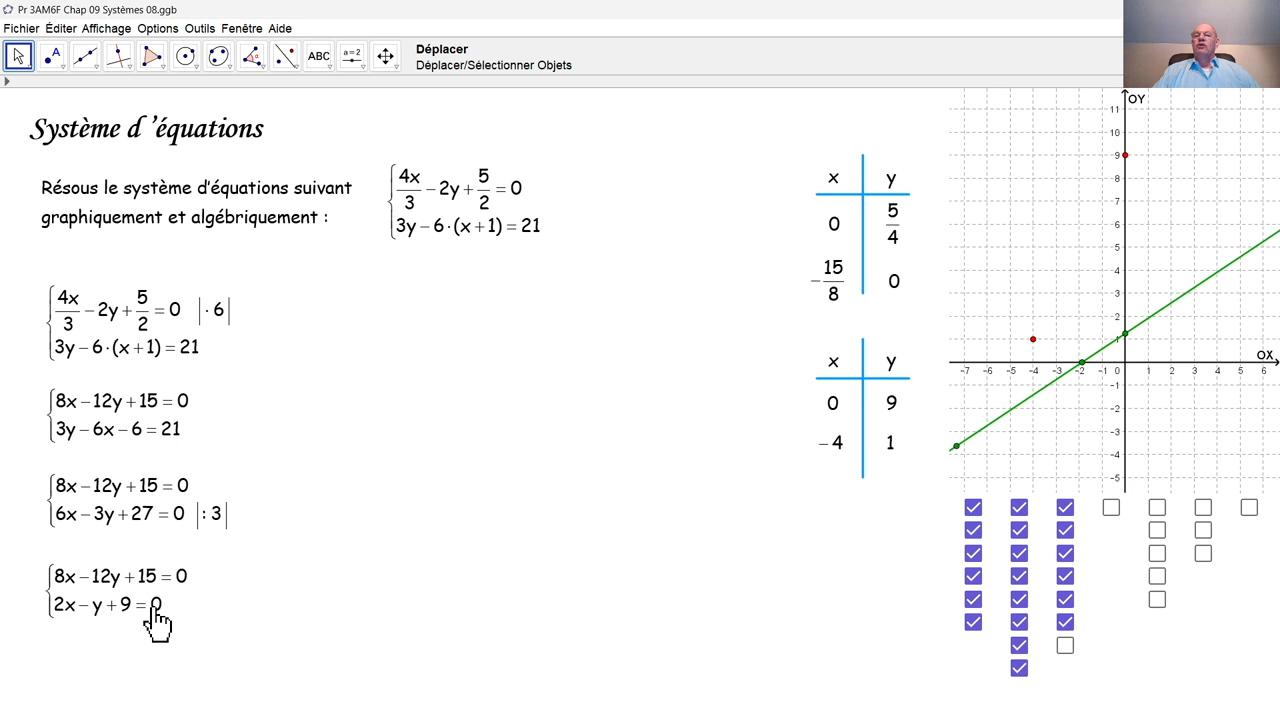 Pr 3AM6F Chap 09 Systèmes 08.ggb
Fichier Éditer Affichage Options Outils Fenêtre Aide
A ABC a=2
Déplacer
Déplacer/Sélectionner Objets
Système d'équations
Résous le système d'équations suivant
graphiquement et algébriquement :
4x/3 − 2y + 5/2 = 0
3y − 6·(x + 1) = 21
4x/3 − 2y + 5/2 = 0 |· 6|
3y − 6·(x + 1) = 21
8x − 12y + 15 = 0
3y − 6x − 6 = 21
8x − 12y + 15 = 0
6x − 3y + 27 = 0 |: 3|
8x − 12y + 15 = 0
2x − y + 9 = 0
x y
0 5/4
−15/8 0
x y
0 9
−4 1
OY
11
10
9
8
7
6
5
4
3
2
1
OX
−7 −6 −5 −4 −3 −2 −1 0 1 2 3 4 5 6
−1
−2
−3
−4
−5